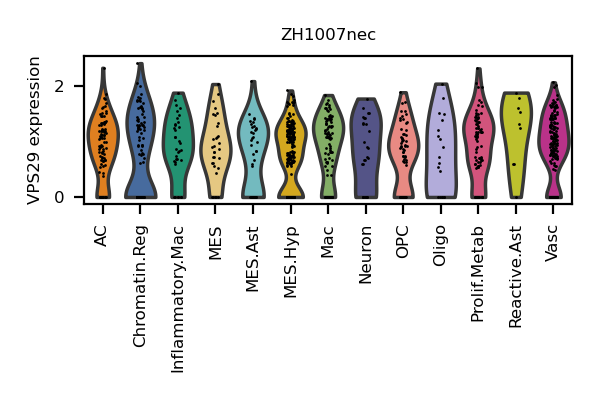 ZH1007nec
VPS29 expression
2
0
AC
Chromatin.Reg
Inflammatory.Mac
MES
MES.Ast
MES.Hyp
Mac
Neuron
OPC
Oligo
Prolif.Metab
Reactive.Ast
Vasc